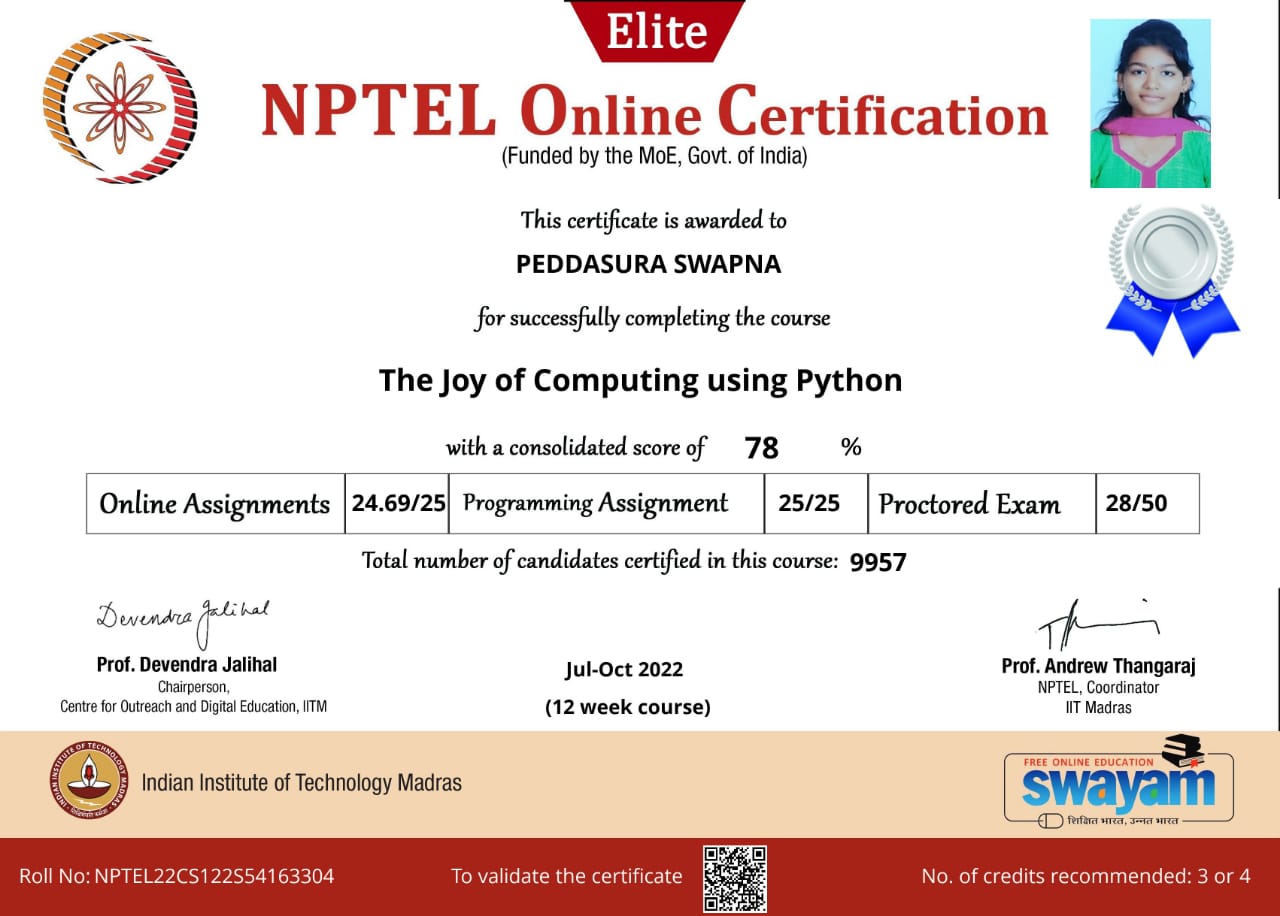 Elite
NPTEL Online Certification
(Funded by the MoE, Govt. of India)
This certificate is awarded to
PEDDASURA SWAPNA
for successfully completing the course
The Joy of Computing using Python
with a consolidated score of 78 %
Online Assignments 24.69/25 Programming Assignment 25/25 Proctored Exam 28/50
Total number of candidates certified in this course: 9957
Devendra Jalihal
Prof. Devendra Jalihal
Chairperson,
Centre for Outreach and Digital Education, IITM
Jul-Oct 2022
(12 week course)
Prof. Andrew Thangaraj
NPTEL, Coordinator
IIT Madras
INDIAN INSTITUTE OF TECHNOLOGY MADRAS
Indian Institute of Technology Madras
FREE ONLINE EDUCATION
swayam
शिक्षित भारत, उन्नत भारत
Roll No: NPTEL22CS122S54163304
To validate the certificate
No. of credits recommended: 3 or 4